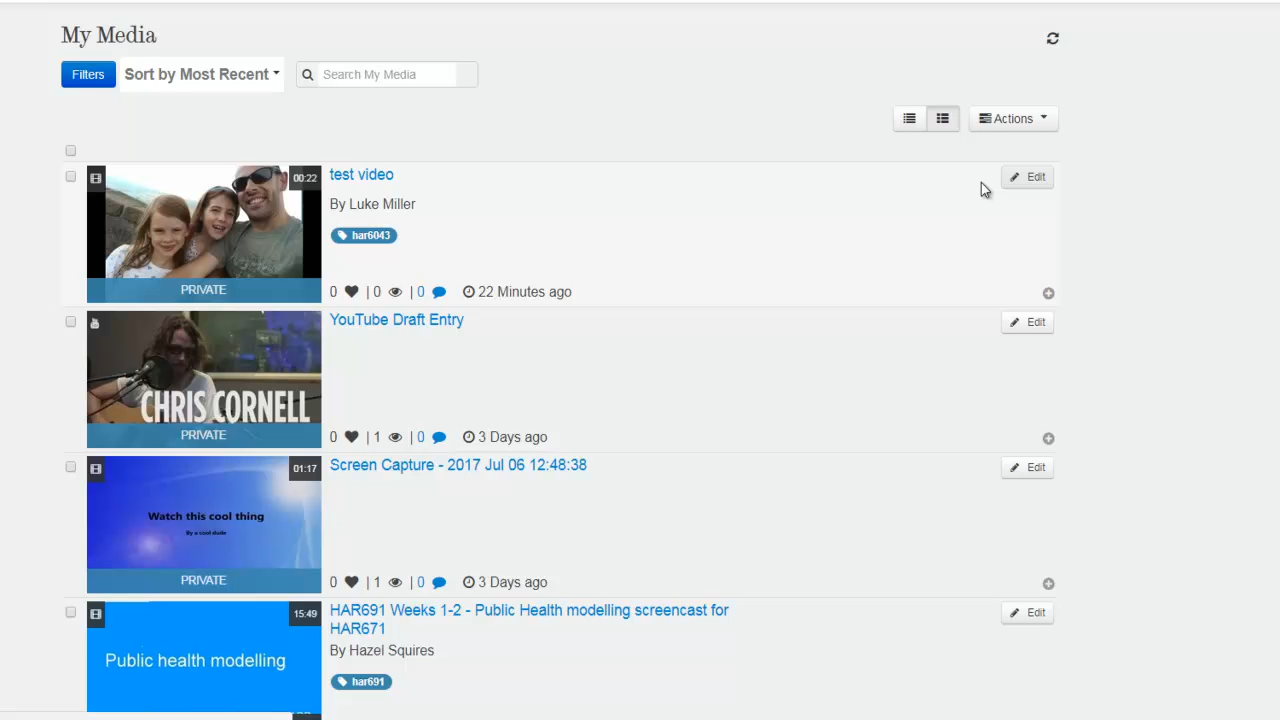 My Media
Filters
Sort by Most Recent
Search My Media
Actions
00:22
test video
Edit
By Luke Miller
har6043
PRIVATE
0 | 0 | 0 22 Minutes ago
YouTube Draft Entry
Edit
CHRIS CORNELL
PRIVATE
0 | 1 | 0 3 Days ago
01:17
Screen Capture - 2017 Jul 06 12:48:38
Edit
Watch this cool thing
By a cool dude
PRIVATE
0 | 1 | 0 3 Days ago
15:49
HAR691 Weeks 1-2 - Public Health modelling screencast for
HAR671
Edit
By Hazel Squires
Public health modelling
har691